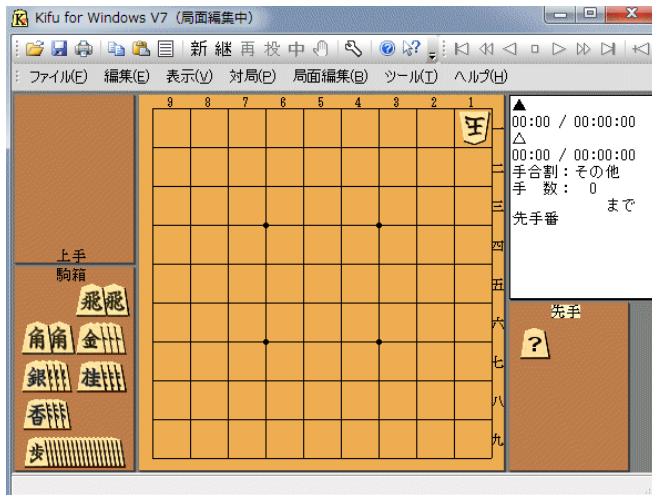 Kifu for Windows V7 (局面編集中)
新 継 再 投 中
ファイル(F) 編集(E) 表示(V) 対局(P) 局面編集(B) ツール(T) ヘルプ(H)
9 8 7 6 5 4 3 2 1
王
一
二
三
四
五
六
七
八
九
上手
駒箱
飛飛
角角 金
銀 桂
香
歩
▲
00:00 / 00:00:00
△
00:00 / 00:00:00
手合割:その他
手 数: 0
まで
先手番
先手
?